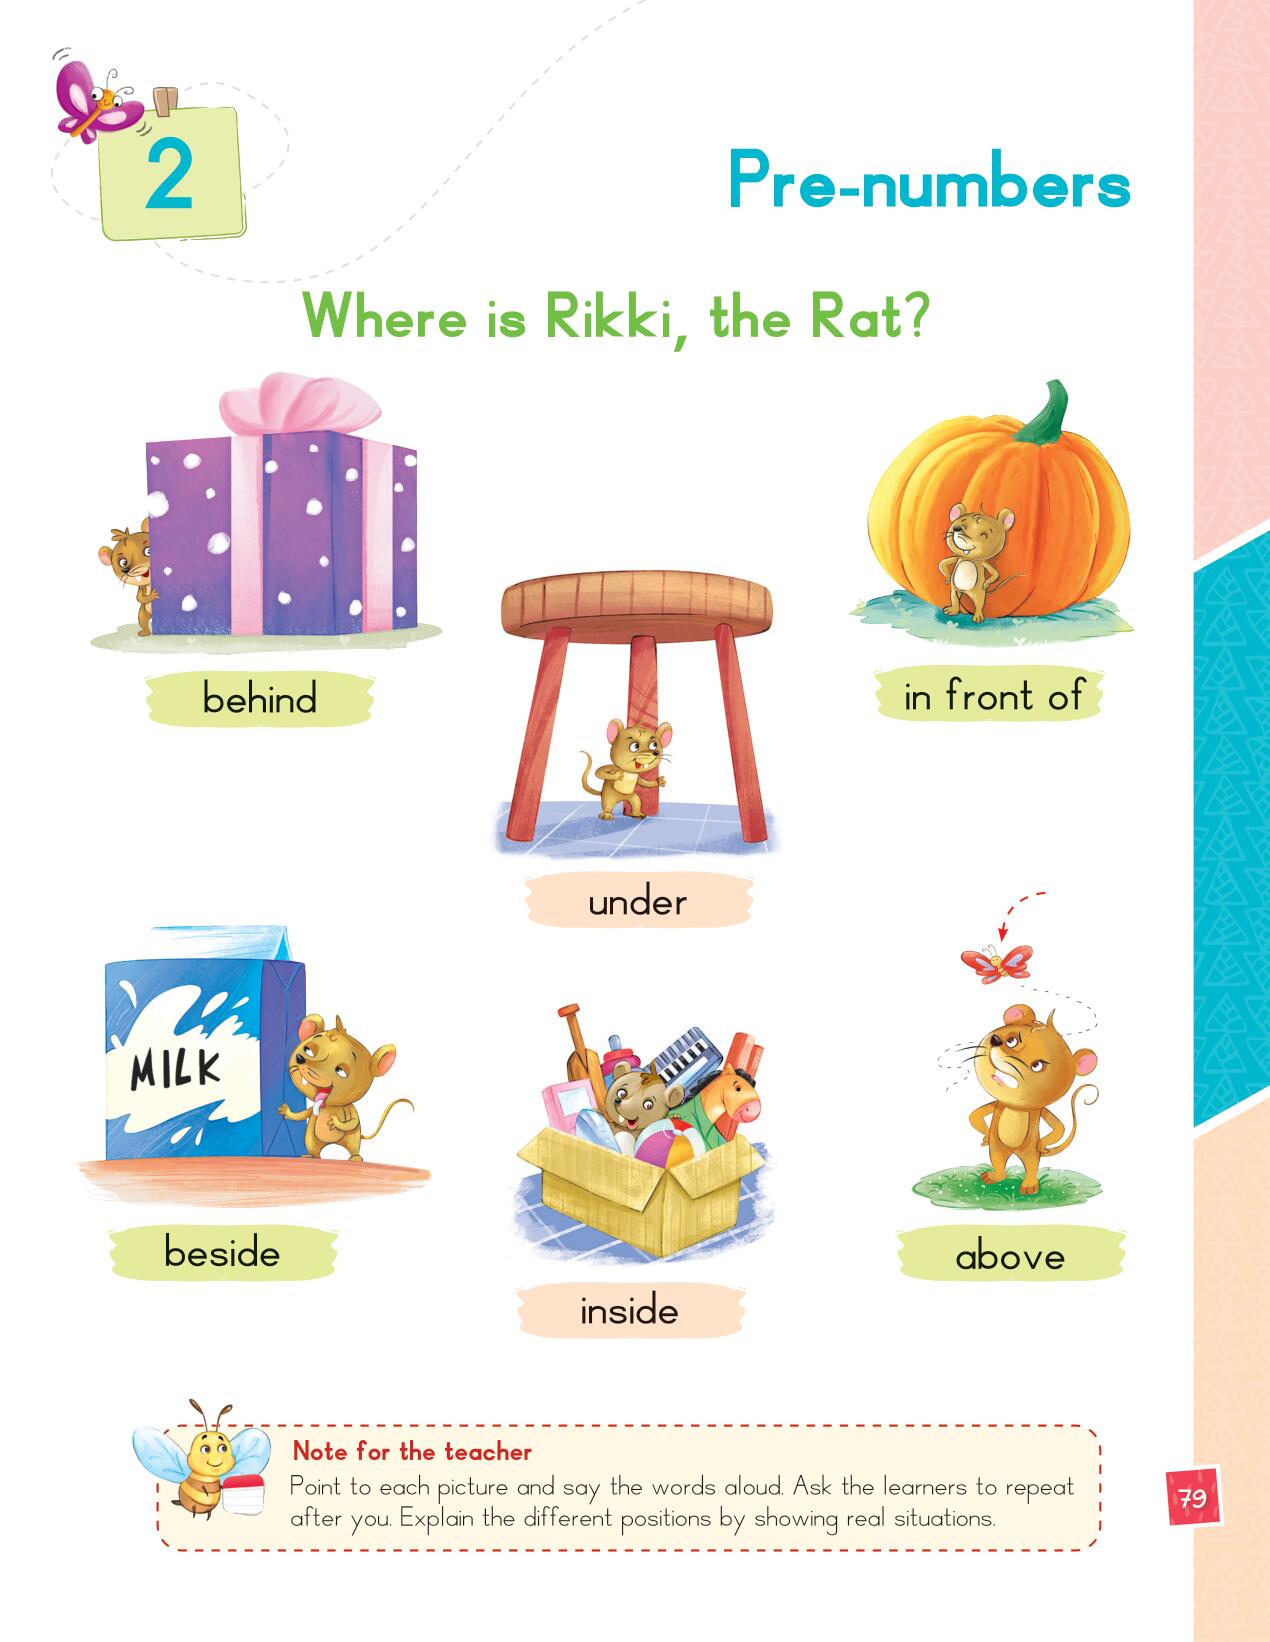 2
Pre-numbers
Where is Rikki, the Rat?
behind
in front of
under
MILK
beside
inside
above
Note for the teacher
Point to each picture and say the words aloud. Ask the learners to repeat
after you. Explain the different positions by showing real situations.
79